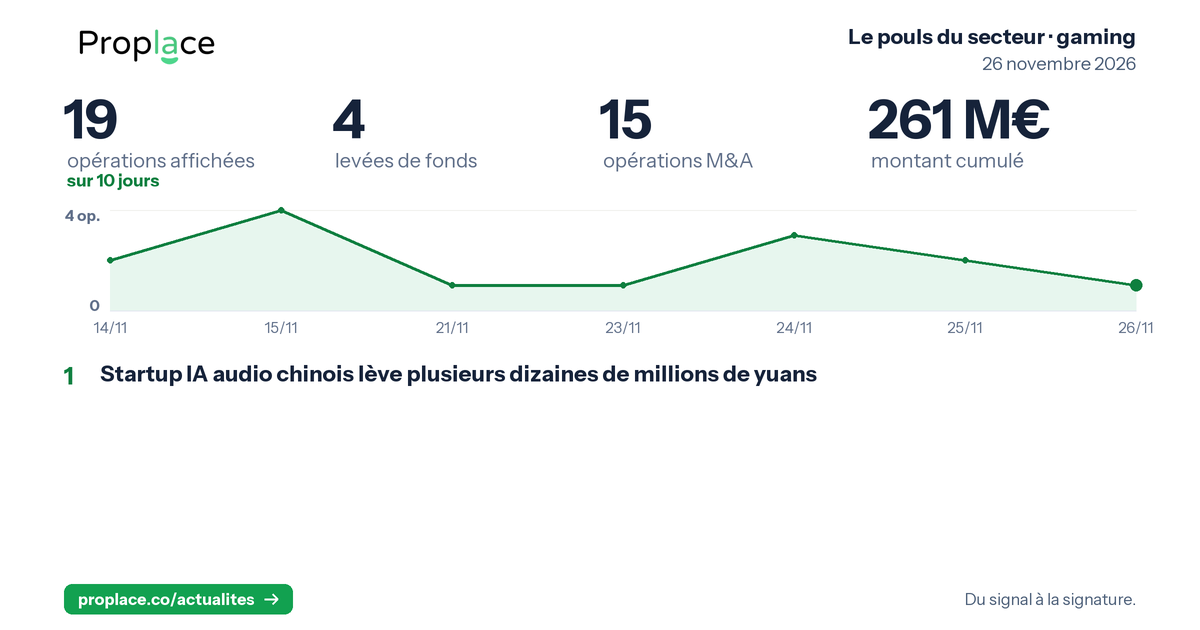 Proplace
Le pouls du secteur · gaming
26 novembre 2026
19
opérations affichées
sur 10 jours
4
levées de fonds
15
opérations M&A
261 M€
montant cumulé
4 op.
0
14/11
15/11
21/11
23/11
24/11
25/11
26/11
1 Startup IA audio chinois lève plusieurs dizaines de millions de yuans
proplace.co/actualites →
Du signal à la signature.